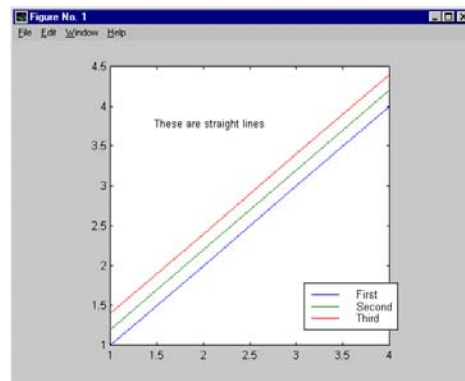 Figure No. 1
File Edit Window Help
4.5
4
3.5
3
2.5
2
1.5
1
These are straight lines
First
Second
Third
1 1.5 2 2.5 3 3.5 4